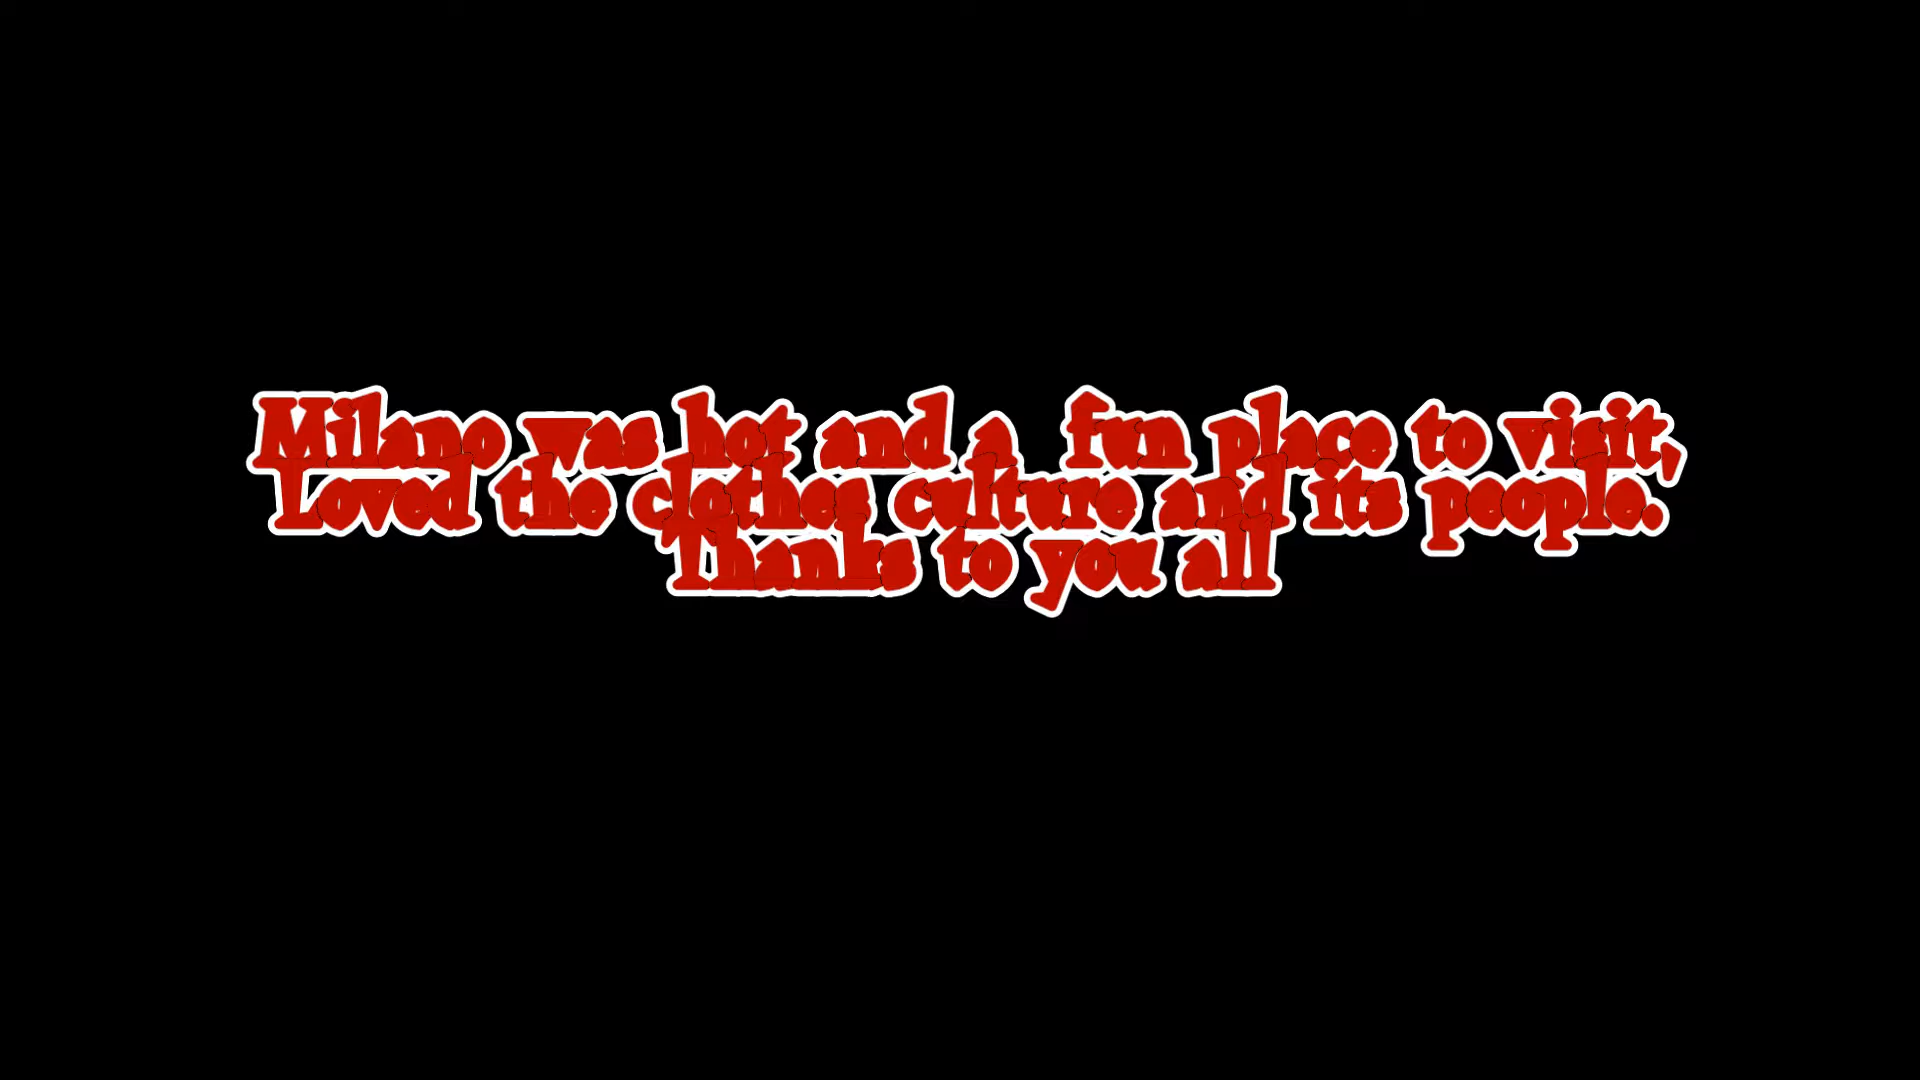 Milano was hot and a  fun place to visit,
Loved the clothes culture and its people.
Thanks to you all